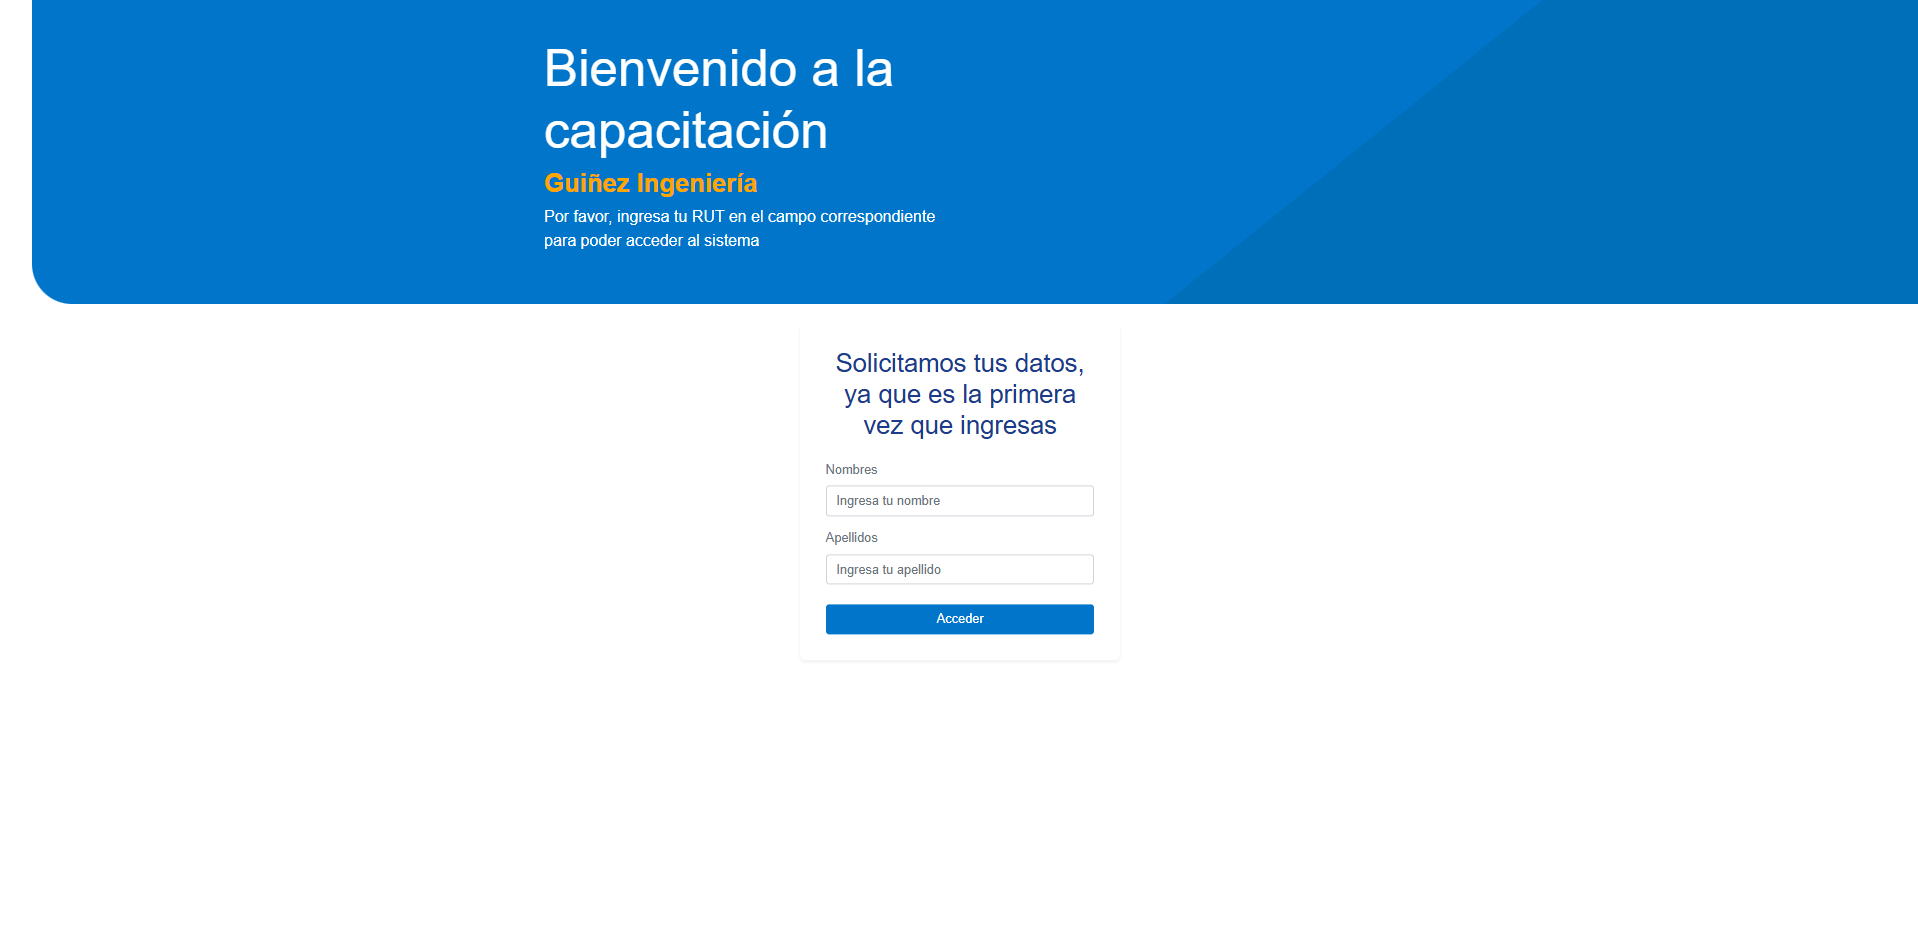 Bienvenido a la
capacitación
Guiñez Ingeniería
Por favor, ingresa tu RUT en el campo correspondiente
para poder acceder al sistema
Solicitamos tus datos,
ya que es la primera
vez que ingresas
Nombres
Ingresa tu nombre
Apellidos
Ingresa tu apellido
Acceder